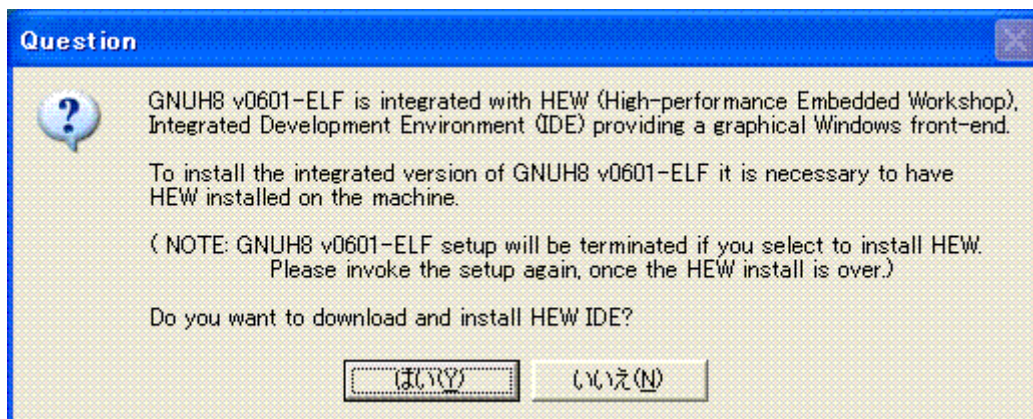 Question
GNUH8 v0601-ELF is integrated with HEW (High-performance Embedded Workshop),
Integrated Development Environment (IDE) providing a graphical Windows front-end.
To install the integrated version of GNUH8 v0601-ELF it is necessary to have
HEW installed on the machine.
( NOTE: GNUH8 v0601-ELF setup will be terminated if you select to install HEW.
Please invoke the setup again, once the HEW install is over.)
Do you want to download and install HEW IDE?
はい(Y) いいえ(N)